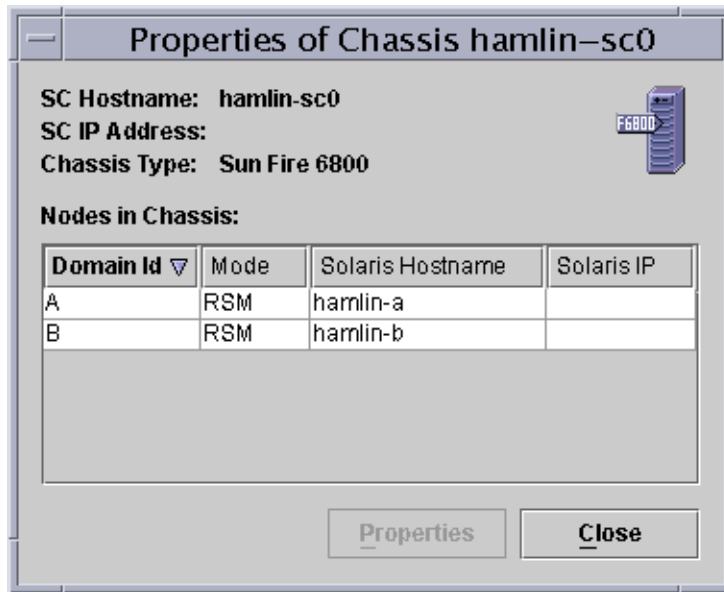 Properties of Chassis hamlin–sc0
SC Hostname: hamlin-sc0
SC IP Address:
Chassis Type: Sun Fire 6800
F6800
Nodes in Chassis:
Domain Id Mode Solaris Hostname Solaris IP
A RSM hamlin-a
B RSM hamlin-b
Properties Close